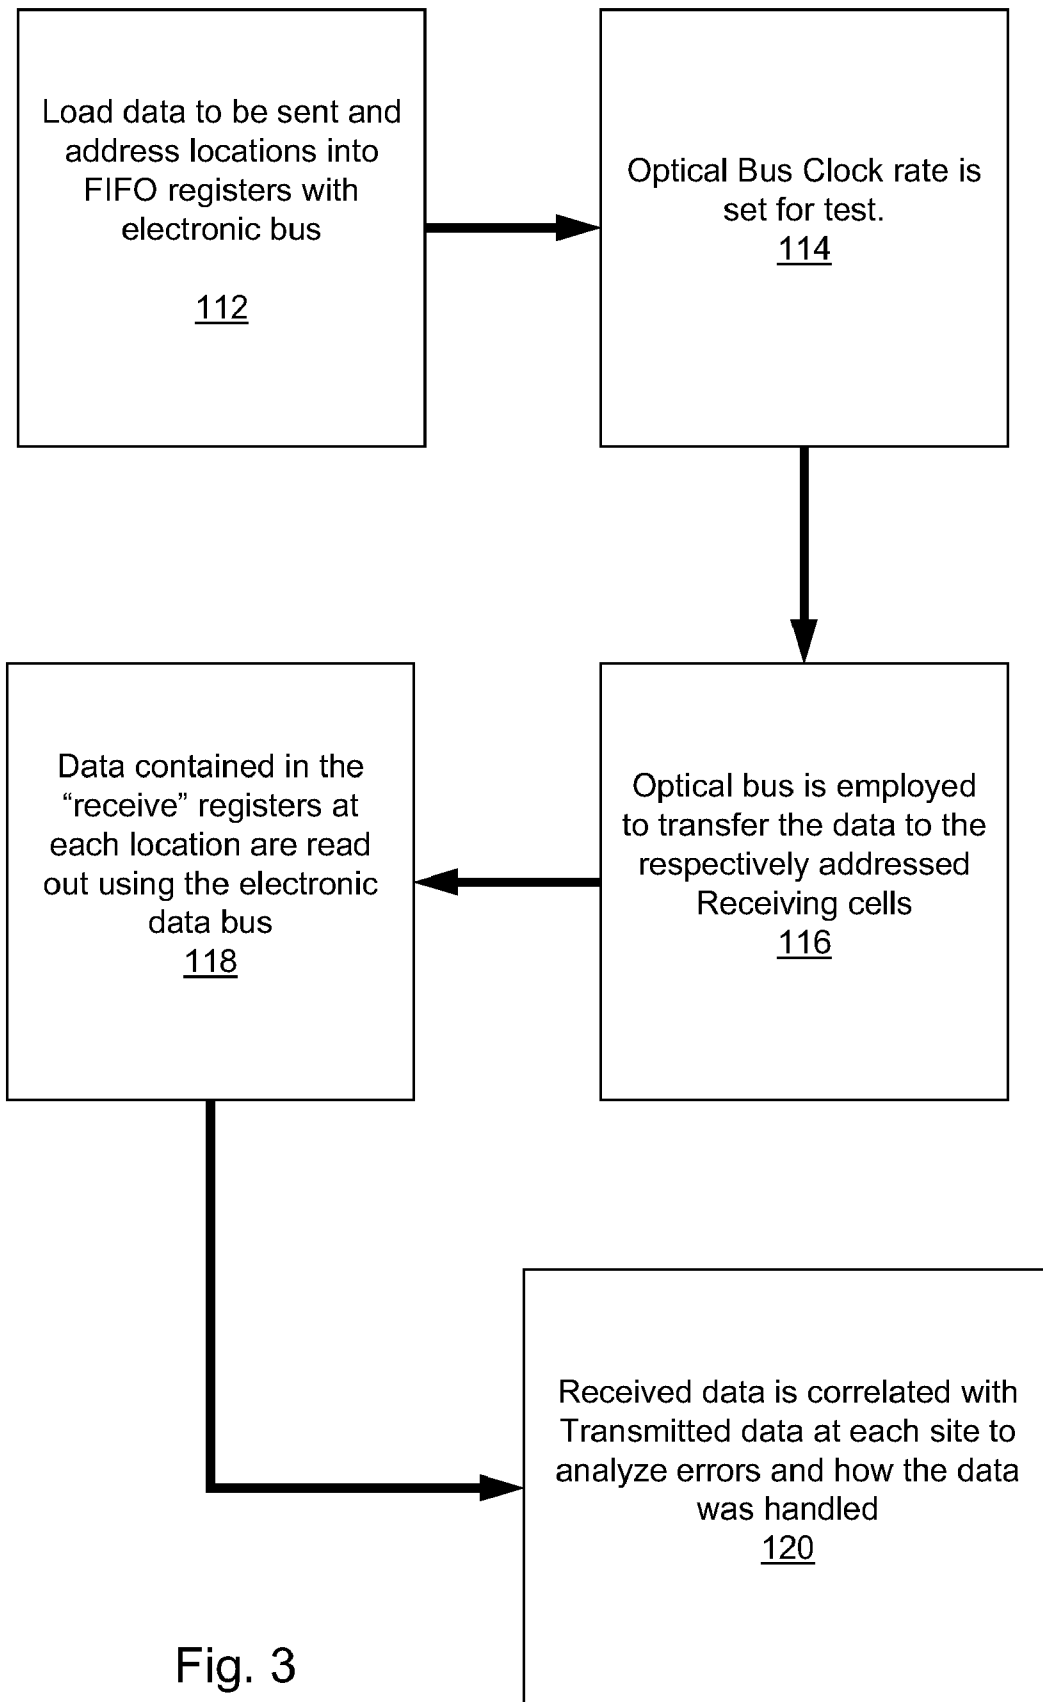 Load data to be sent and
address locations into
FIFO registers with
electronic bus
112
Optical Bus Clock rate is
set for test.
114
Optical bus is employed
to transfer the data to the
respectively addressed
Receiving cells
116
Data contained in the
“receive” registers at
each location are read
out using the electronic
data bus
118
Received data is correlated with
Transmitted data at each site to
analyze errors and how the data
was handled
120
Fig. 3